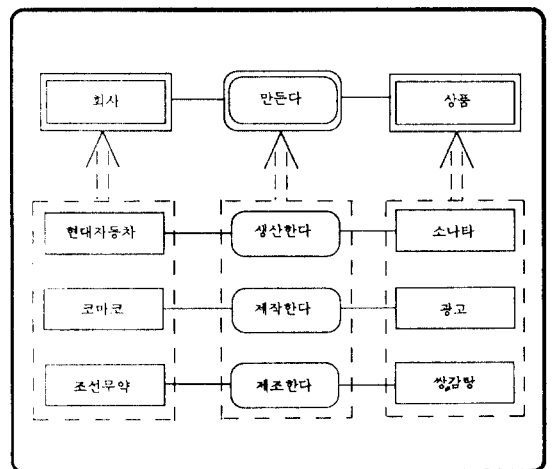 회사 만든다 상품
현대자동차 생산한다 소나타
코마코 제작한다 광고
조선무약 제조한다 쌍감탕